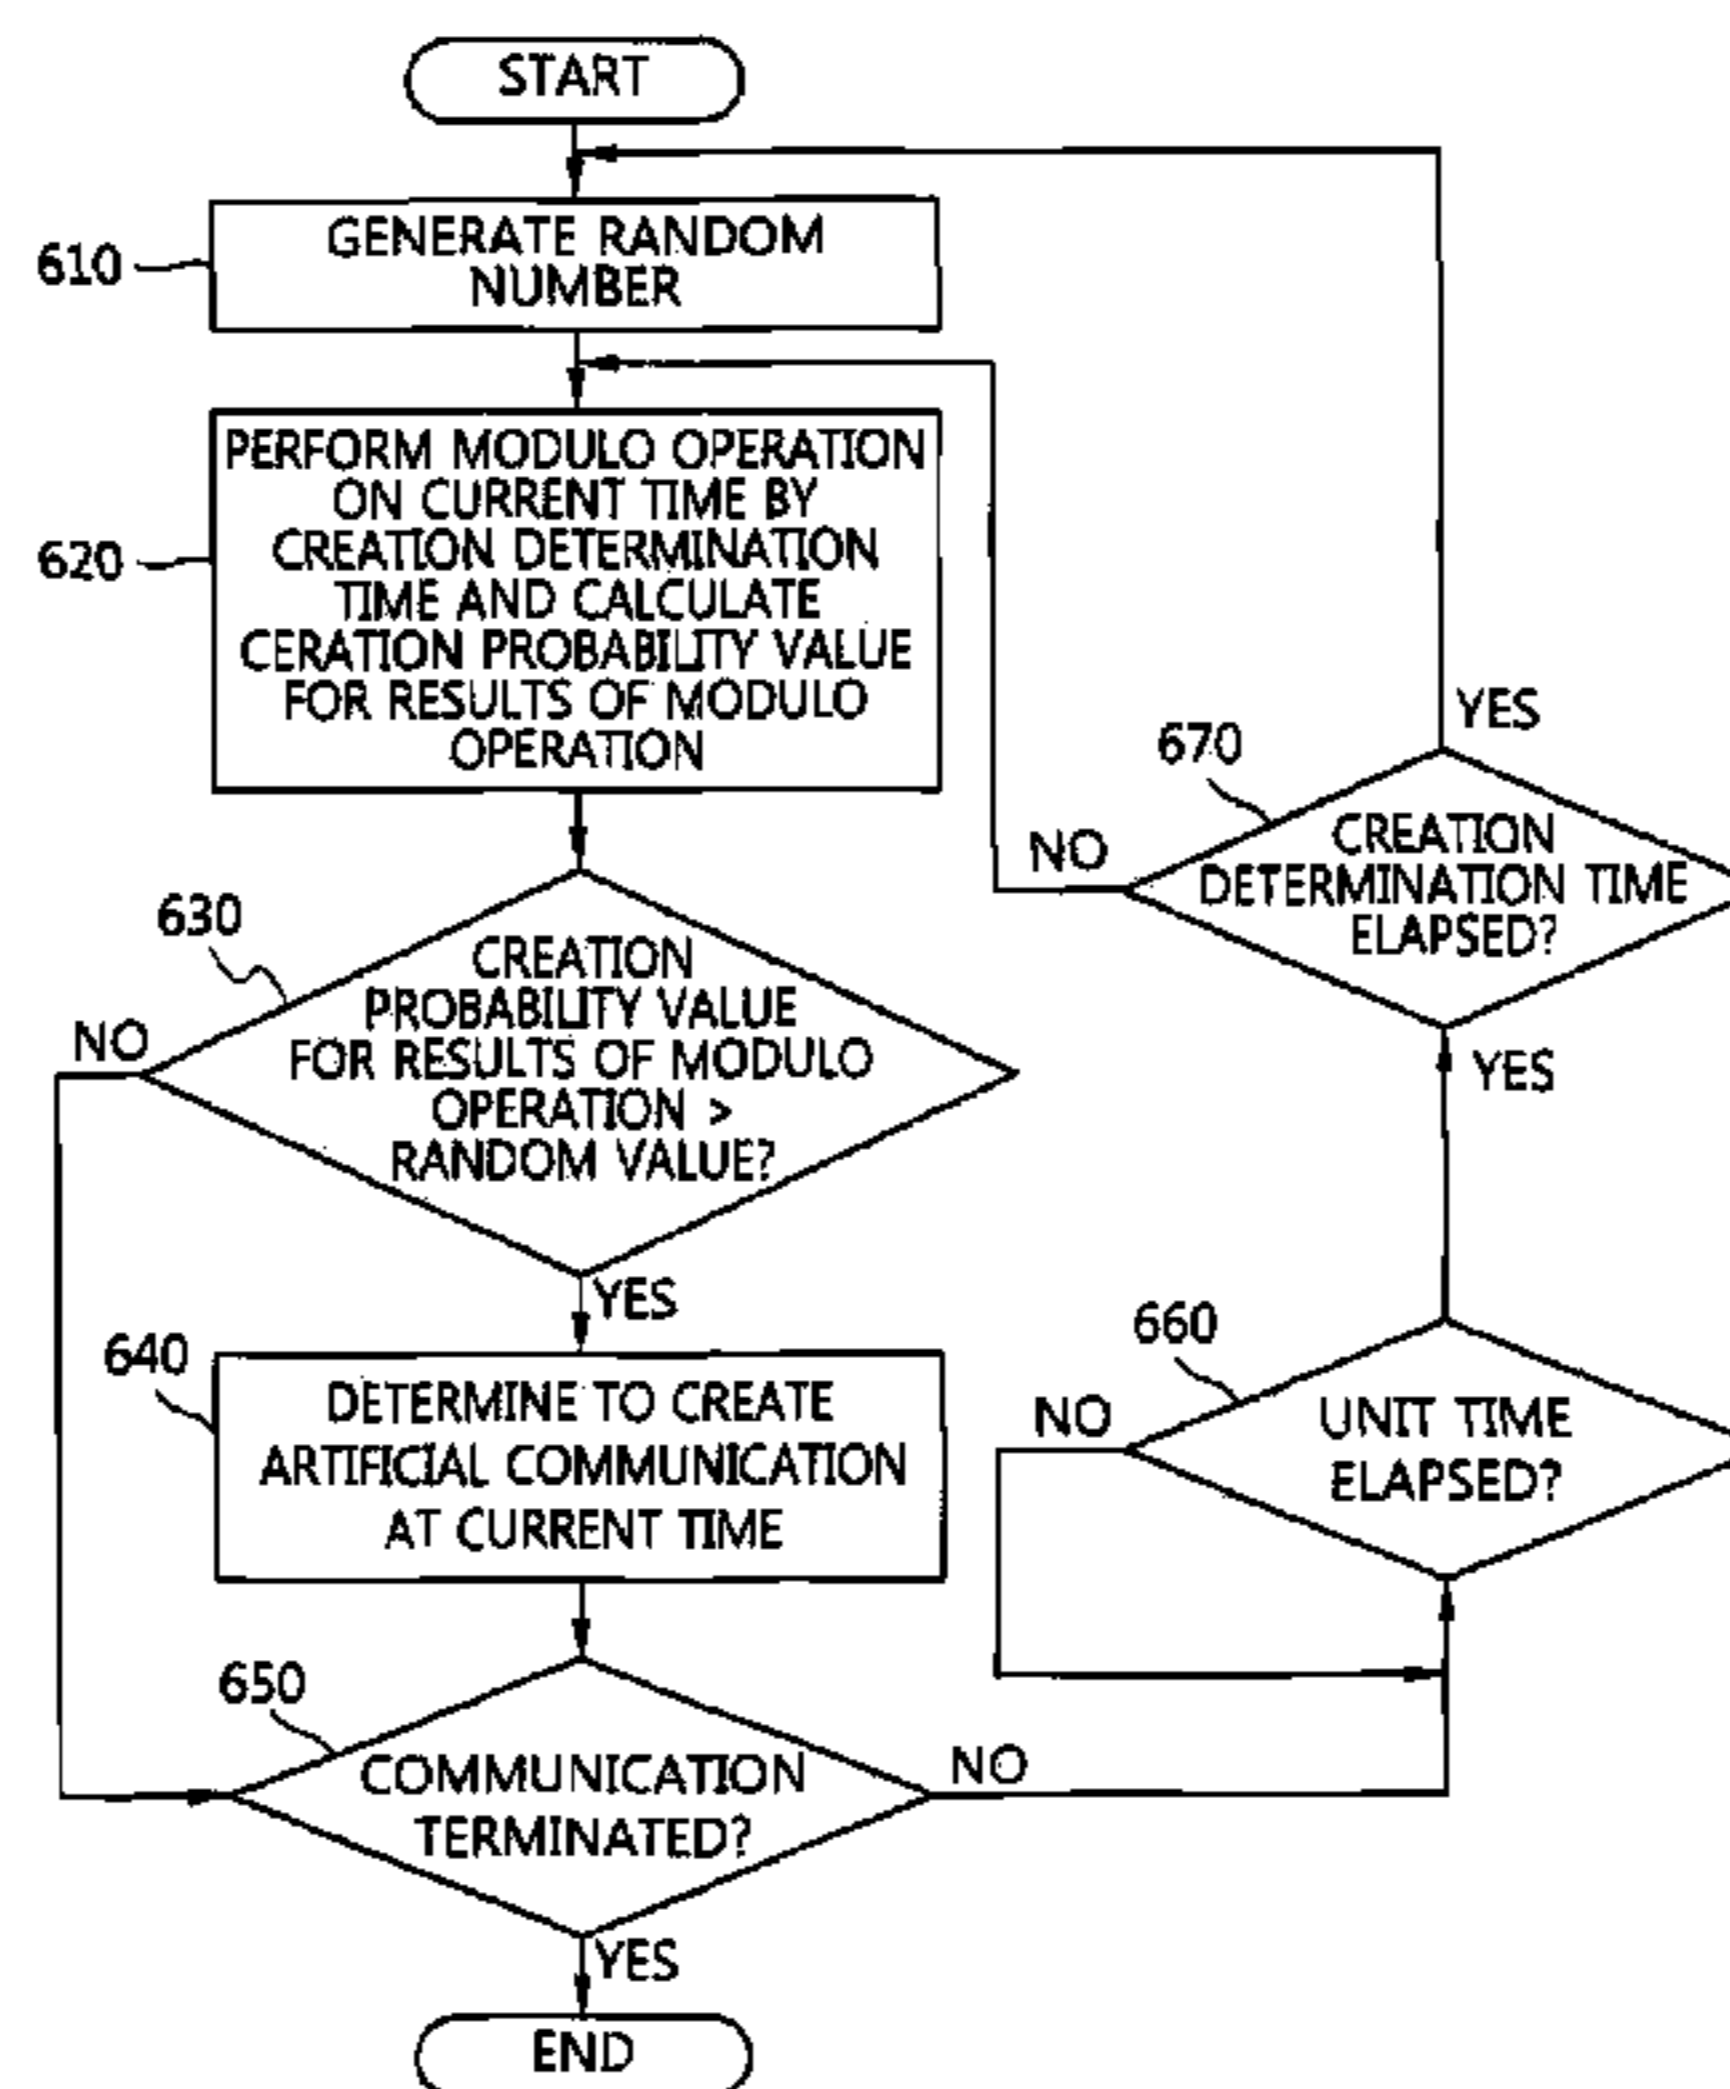 START
610
GENERATE RANDOM
NUMBER
620
PERFORM MODULO OPERATION
ON CURRENT TIME BY
CREATION DETERMINATION
TIME AND CALCULATE
CERATION PROBABILITY VALUE
FOR RESULTS OF MODULO
OPERATION
630
NO
CREATION
PROBABILITY VALUE
FOR RESULTS OF MODULO
OPERATION >
RANDOM VALUE?
YES
640
DETERMINE TO CREATE
ARTIFICIAL COMMUNICATION
AT CURRENT TIME
650
COMMUNICATION
TERMINATED?
NO
YES
END
660
NO
UNIT TIME
ELAPSED?
YES
670
NO
CREATION
DETERMINATION TIME
ELAPSED?
YES